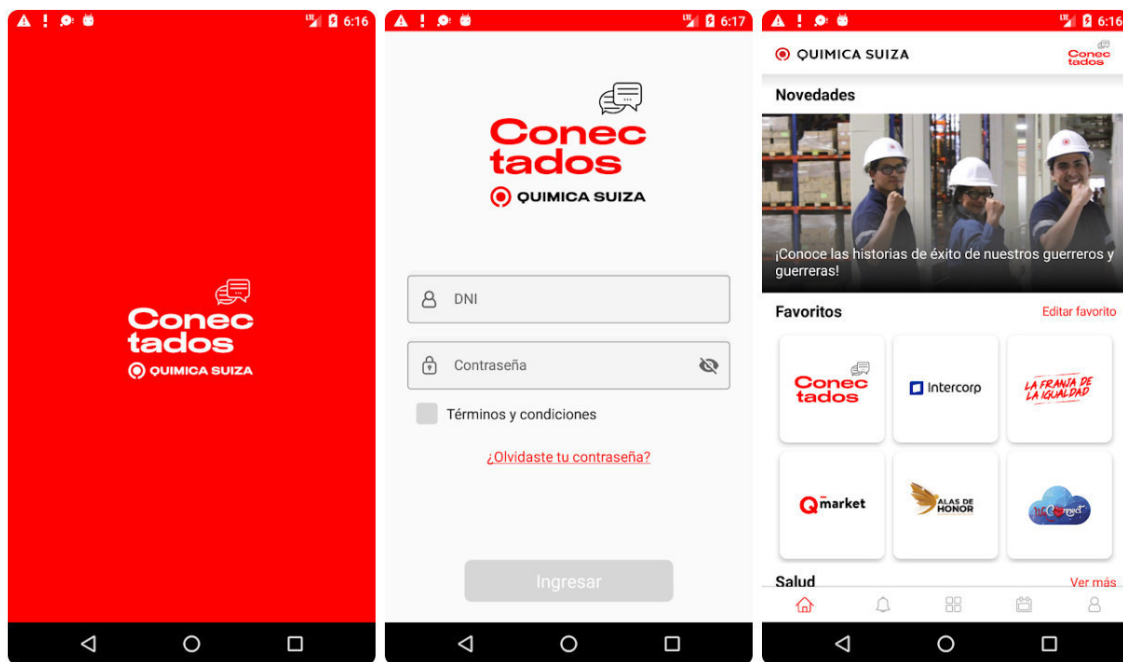 6:16
Conec
tados
QUIMICA SUIZA
6:17
Conec
tados
QUIMICA SUIZA
DNI
Contraseña
Términos y condiciones
¿Olvidaste tu contraseña?
Ingresar
6:16
QUIMICA SUIZA
Conec
tados
Novedades
¡Conoce las historias de éxito de nuestros guerreros y
guerreras!
Favoritos
Editar favorito
Conec
tados
Intercorp
LA FRANJA DE
LA IGUALDAD
Qmarket
ALAS DE
HONOR
Salud
Ver más